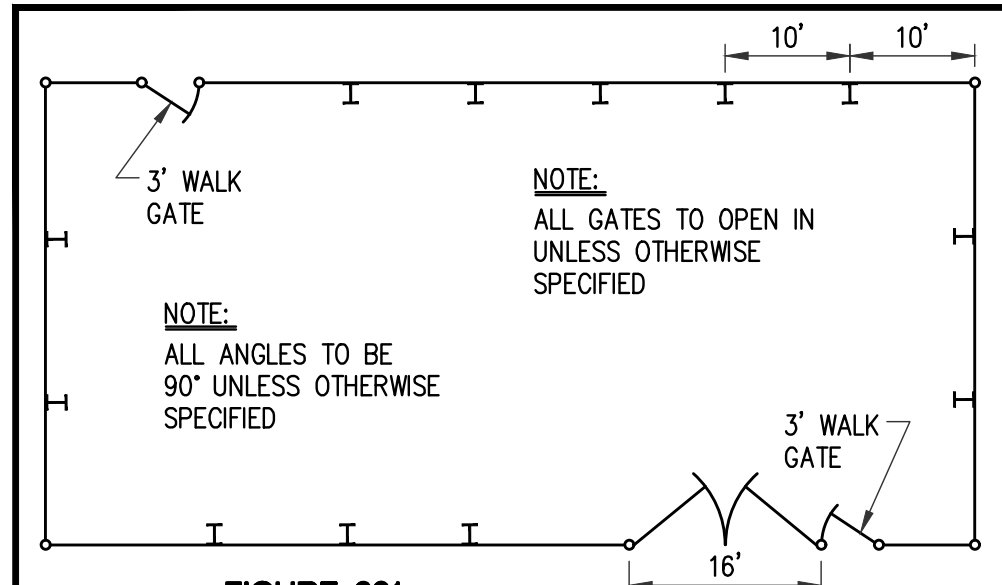 10' 10'
3' WALK
GATE
NOTE:
ALL GATES TO OPEN IN
UNLESS OTHERWISE
SPECIFIED
NOTE:
ALL ANGLES TO BE
90° UNLESS OTHERWISE
SPECIFIED
3' WALK
GATE
16'
FIGURE